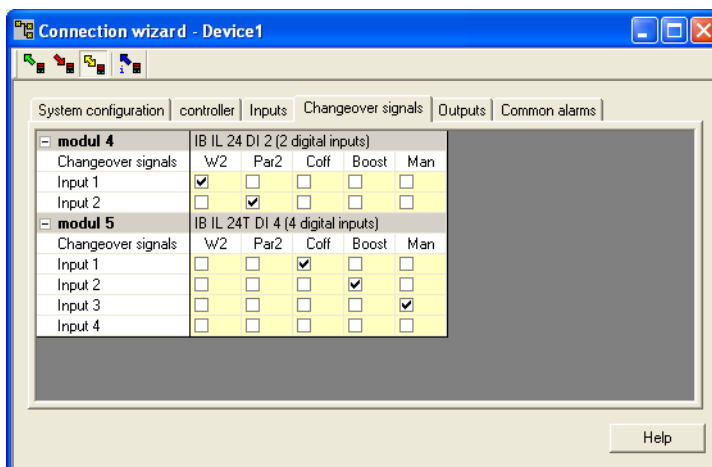 Connection wizard - Device1
System configuration controller Inputs Changeover signals Outputs Common alarms
modul 4 IB IL 24 DI 2 (2 digital inputs)
Changeover signals W2 Par2 Coff Boost Man
Input 1
Input 2
modul 5 IB IL 24T DI 4 (4 digital inputs)
Changeover signals W2 Par2 Coff Boost Man
Input 1
Input 2
Input 3
Input 4
Help